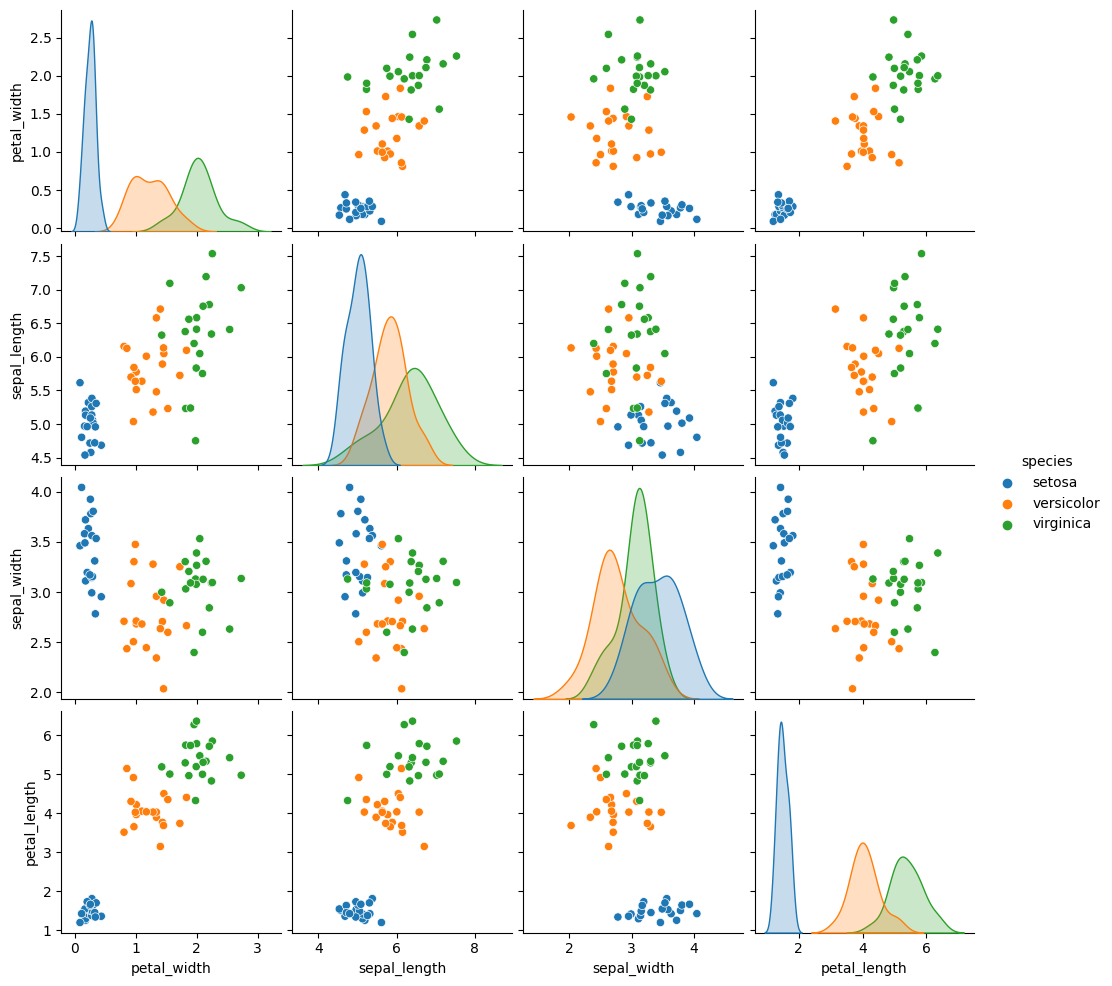 petal_width
2.5
2.0
1.5
1.0
0.5
0.0
sepal_length
7.5
7.0
6.5
6.0
5.5
5.0
4.5
species
setosa
versicolor
virginica
sepal_width
4.0
3.5
3.0
2.5
2.0
petal_length
6
5
4
3
2
1
0 1 2 3
4 6 8
2 3 4
2 4 6
petal_width
sepal_length
sepal_width
petal_length